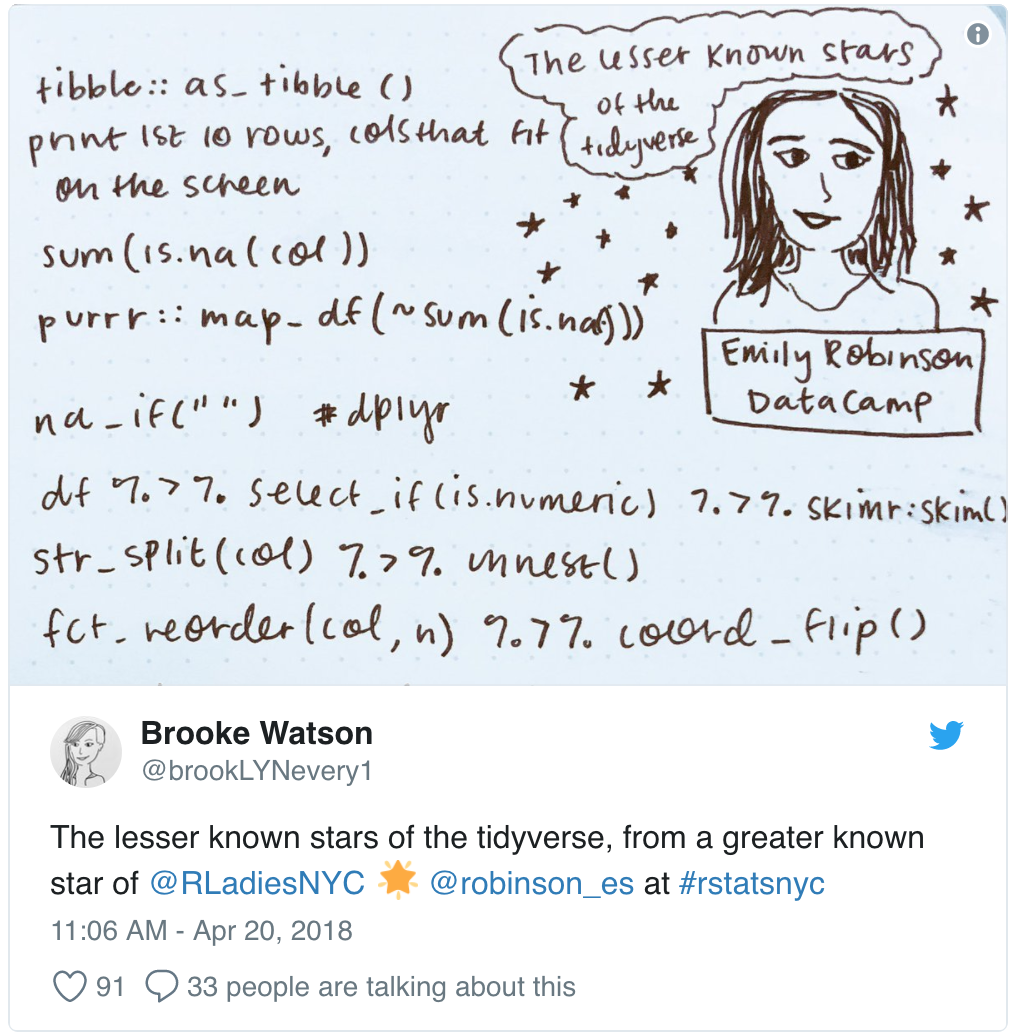 The lesser known stars
of the
tidyverse
tibble:: as_tibble ()
print 1st 10 rows, cols that fit
on the screen
sum(is.na(col))
purrr:: map_df(~sum(is.na(.)))
na_if("") #dplyr
df %>% select_if(is.numeric) %>% skimr:skim()
str_split(col) %>% unnest()
fct_reorder(col, n) %>% coord_flip()
Emily Robinson
DataCamp
Brooke Watson
@brookLYNevery1
The lesser known stars of the tidyverse, from a greater known
star of @RLadiesNYC 🌟 @robinson_es at #rstatsnyc
11:06 AM - Apr 20, 2018
91 33 people are talking about this